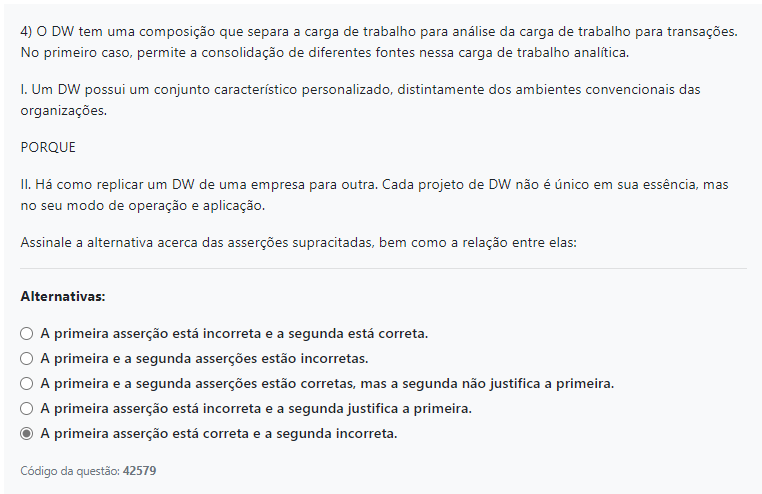 4) O DW tem uma composição que separa a carga de trabalho para análise da carga de trabalho para transações.
No primeiro caso, permite a consolidação de diferentes fontes nessa carga de trabalho analítica.
I. Um DW possui um conjunto característico personalizado, distintamente dos ambientes convencionais das
organizações.
PORQUE
II. Há como replicar um DW de uma empresa para outra. Cada projeto de DW não é único em sua essência, mas
no seu modo de operação e aplicação.
Assinale a alternativa acerca das asserções supracitadas, bem como a relação entre elas:
Alternativas:
A primeira asserção está incorreta e a segunda está correta.
A primeira e a segunda asserções estão incorretas.
A primeira e a segunda asserções estão corretas, mas a segunda não justifica a primeira.
A primeira asserção está incorreta e a segunda justifica a primeira.
A primeira asserção está correta e a segunda incorreta.
Código da questão: 42579